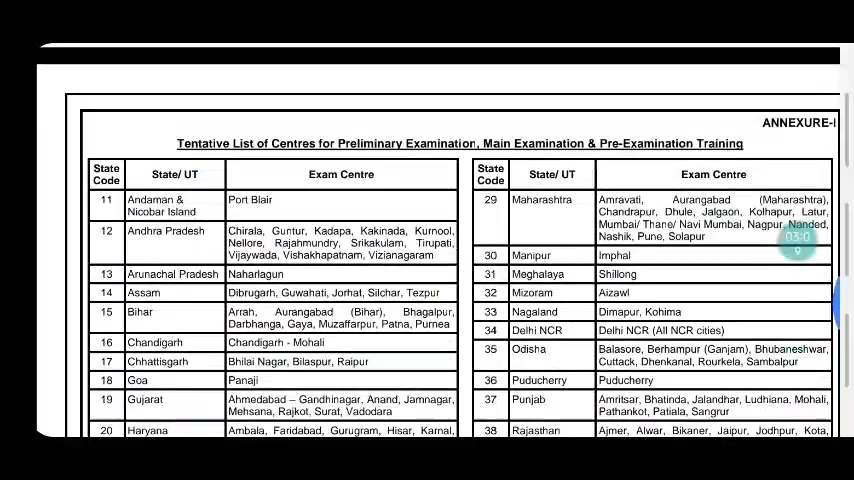 ANNEXURE-I
Tentative List of Centres for Preliminary Examination, Main Examination & Pre-Examination Training
State Code State/ UT Exam Centre
11 Andaman & Nicobar Island Port Blair
12 Andhra Pradesh Chirala, Guntur, Kadapa, Kakinada, Kurnool,
Nellore, Rajahmundry, Srikakulam, Tirupati,
Vijaywada, Vishakhapatnam, Vizianagaram
13 Arunachal Pradesh Naharlagun
14 Assam Dibrugarh, Guwahati, Jorhat, Silchar, Tezpur
15 Bihar Arrah, Aurangabad (Bihar), Bhagalpur,
Darbhanga, Gaya, Muzaffarpur, Patna, Purnea
16 Chandigarh Chandigarh - Mohali
17 Chhattisgarh Bhilai Nagar, Bilaspur, Raipur
18 Goa Panaji
19 Gujarat Ahmedabad – Gandhinagar, Anand, Jamnagar,
Mehsana, Rajkot, Surat, Vadodara
20 Haryana Ambala, Faridabad, Gurugram, Hisar, Karnal,
State Code State/ UT Exam Centre
29 Maharashtra Amravati, Aurangabad (Maharashtra),
Chandrapur, Dhule, Jalgaon, Kolhapur, Latur,
Mumbai/ Thane/ Navi Mumbai, Nagpur, Nanded,
Nashik, Pune, Solapur
03:0
9
30 Manipur Imphal
31 Meghalaya Shillong
32 Mizoram Aizawl
33 Nagaland Dimapur, Kohima
34 Delhi NCR Delhi NCR (All NCR cities)
35 Odisha Balasore, Berhampur (Ganjam), Bhubaneshwar,
Cuttack, Dhenkanal, Rourkela, Sambalpur
36 Puducherry Puducherry
37 Punjab Amritsar, Bhatinda, Jalandhar, Ludhiana, Mohali,
Pathankot, Patiala, Sangrur
38 Rajasthan Ajmer, Alwar, Bikaner, Jaipur, Jodhpur, Kota,